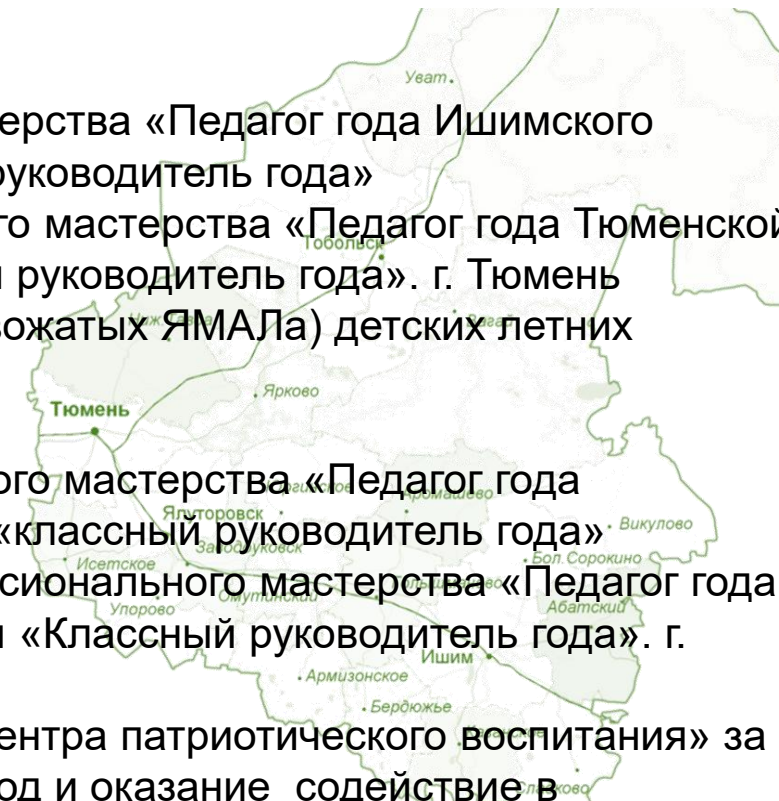 Уват
ерства «Педагог года Ишимского
руководитель года»
го мастерства «Педагог года Тюменской
Тобольск
и руководитель года». г. Тюмень
вожатых ЯМАЛа) детских летних
Ярково
Тюмень
ого мастерства «Педагог года
Аромашево
Ялуторовск
«классный руководитель года»
Викулово
Заводоуковск
Бол.Сорокино
Исетское
сионального мастерства «Педагог года
Омутинский
Упорово
Абатский
и «Классный руководитель года». г.
Ишим
Армизонское
Бердюжье
ентра патриотического воспитания» за
од и оказание содействие в